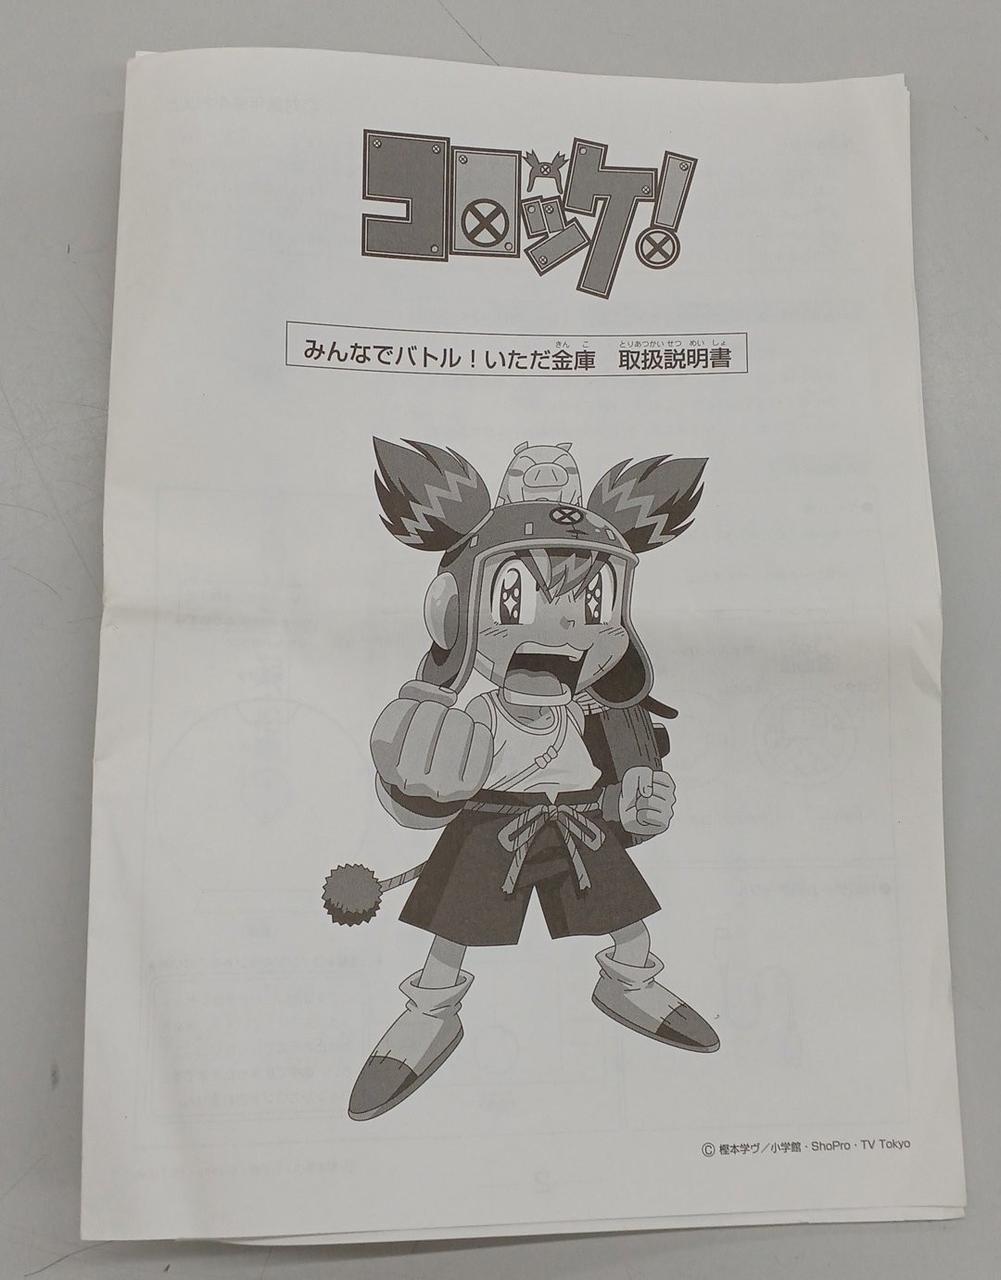 コロッケ!
みんなでバトル!いただ金庫 取扱説明書
© 樫本学ヴ/小学館・ShoPro・TV Tokyo